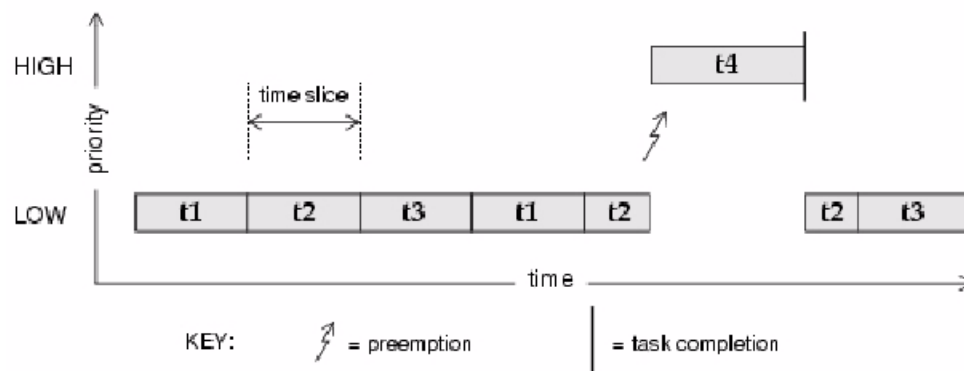 HIGH
t4
time slice
priority
LOW
t1 t2 t3 t1 t2 t2 t3
time
KEY: = preemption = task completion